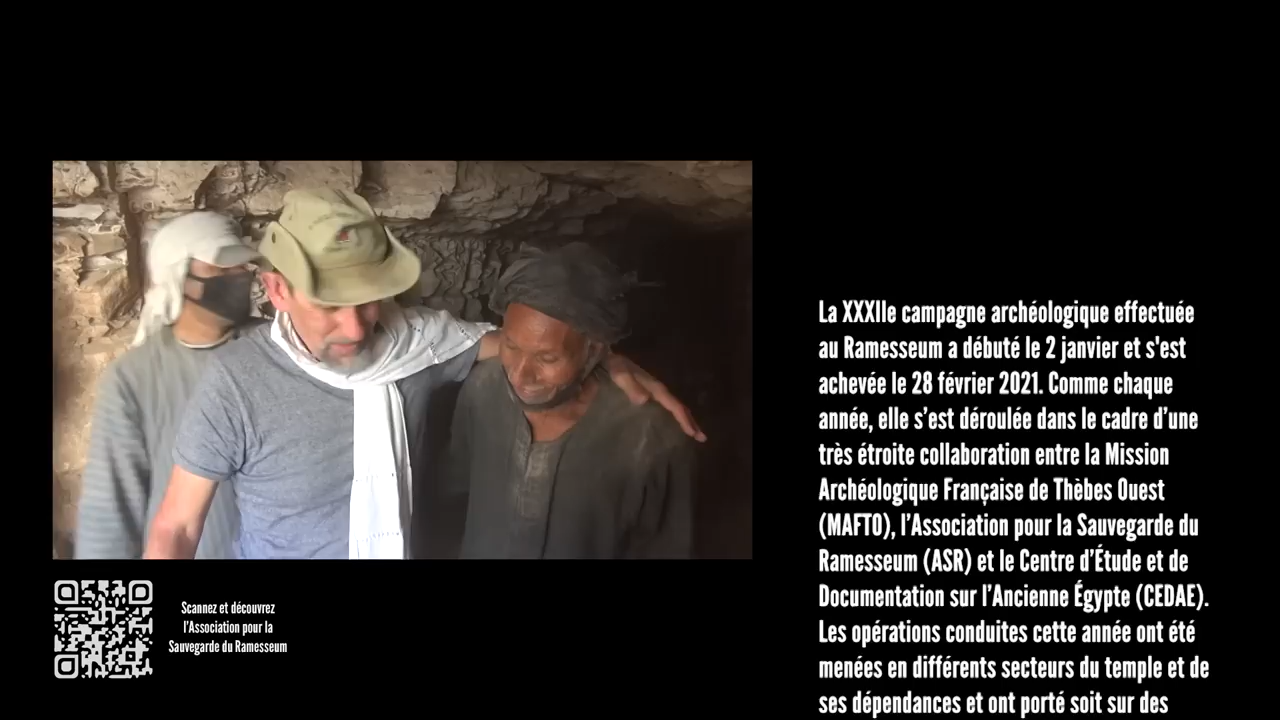 La XXXIIe campagne archéologique effectuée
au Ramesseum a débuté le 2 janvier et s'est
achevée le 28 février 2021. Comme chaque
année, elle s’est déroulée dans le cadre d’une
très étroite collaboration entre la Mission
Archéologique Française de Thèbes Ouest
(MAFTO), l’Association pour la Sauvegarde du
Ramesseum (ASR) et le Centre d’Étude et de
Documentation sur l’Ancienne Égypte (CEDAE).
Les opérations conduites cette année ont été
menées en différents secteurs du temple et de
ses dépendances et ont porté soit sur des
Scannez et découvrez
l’Association pour la
Sauvegarde du Ramesseum